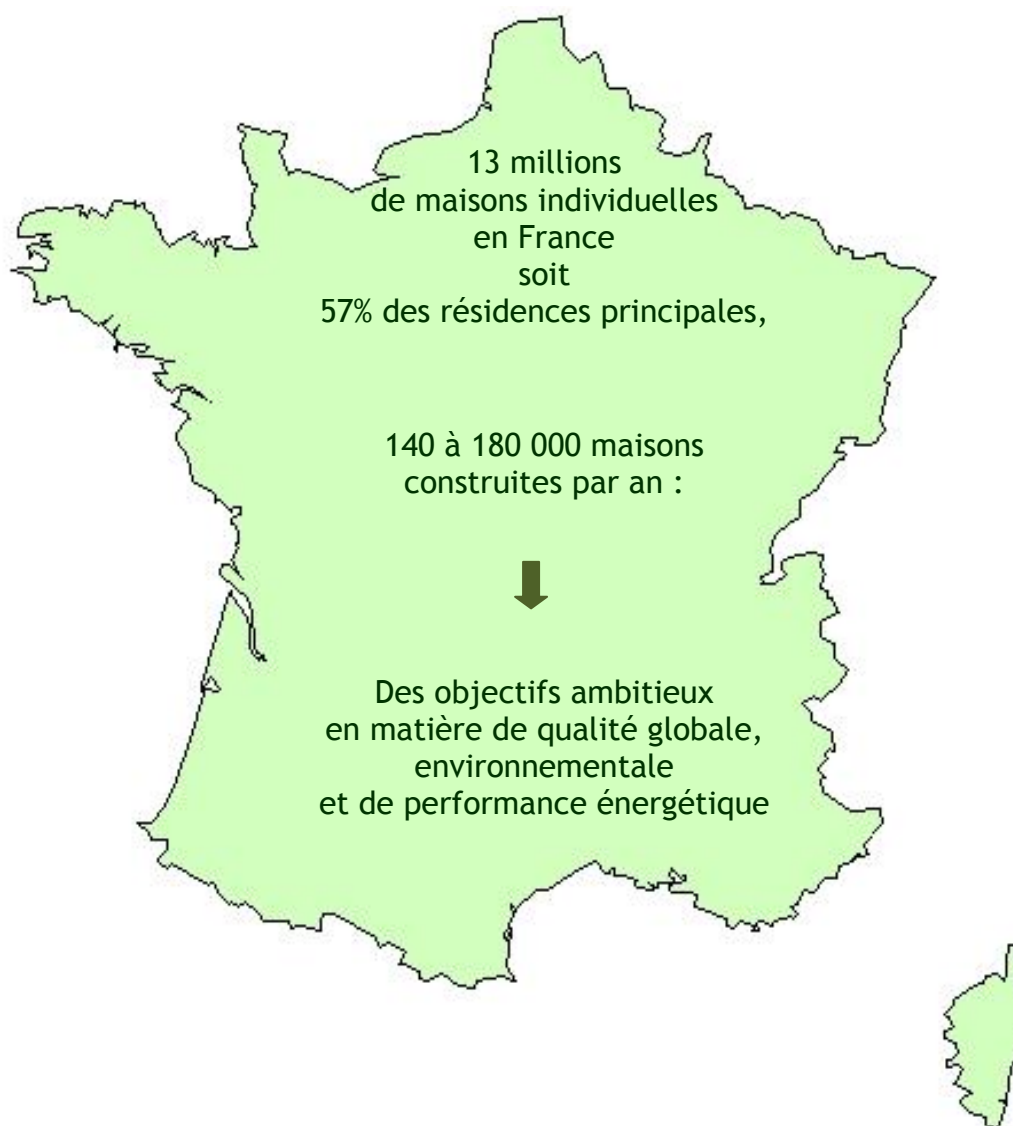 13 millions
de maisons individuelles
en France
soit
57% des résidences principales,
140 à 180 000 maisons
construites par an :
Des objectifs ambitieux
en matière de qualité globale,
environnementale
et de performance énergétique